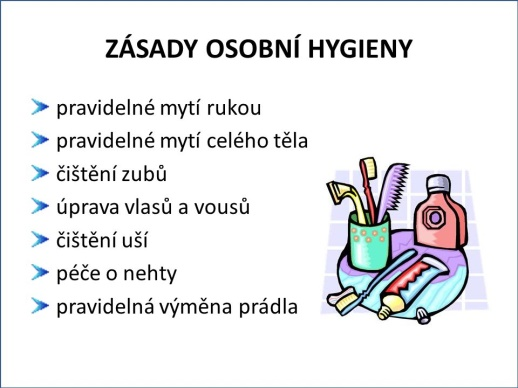 ZÁSADY OSOBNÍ HYGIENY
pravidelné mytí rukou
pravidelné mytí celého těla
čištění zubů
úprava vlasů a vousů
čištění uší
péče o nehty
pravidelná výměna prádla